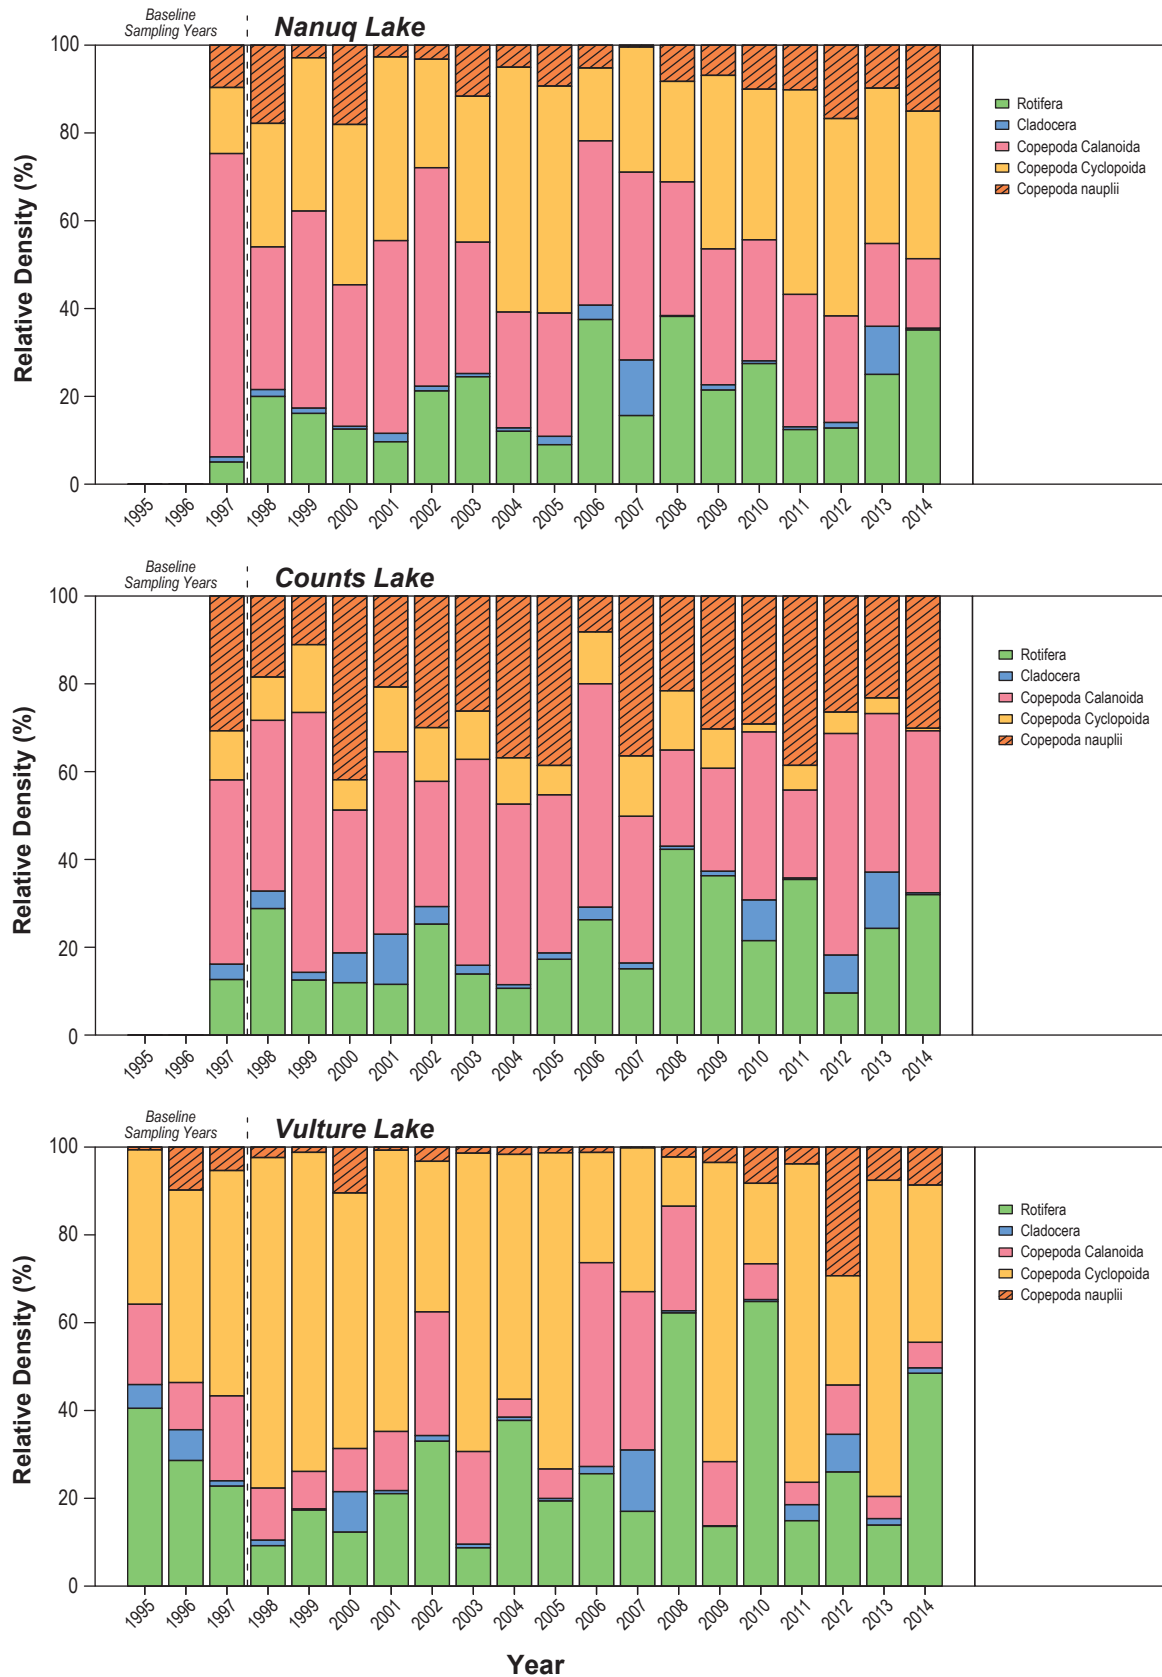 Baseline
Sampling Years
Nanuq Lake
Relative Density (%)
100
80
60
40
20
0
1995 1996 1997 1998 1999 2000 2001 2002 2003 2004 2005 2006 2007 2008 2009 2010 2011 2012 2013 2014
Rotifera
Cladocera
Copepoda Calanoida
Copepoda Cyclopoida
Copepoda nauplii
Baseline
Sampling Years
Counts Lake
Relative Density (%)
100
80
60
40
20
0
1995 1996 1997 1998 1999 2000 2001 2002 2003 2004 2005 2006 2007 2008 2009 2010 2011 2012 2013 2014
Rotifera
Cladocera
Copepoda Calanoida
Copepoda Cyclopoida
Copepoda nauplii
Baseline
Sampling Years
Vulture Lake
Relative Density (%)
100
80
60
40
20
0
1995 1996 1997 1998 1999 2000 2001 2002 2003 2004 2005 2006 2007 2008 2009 2010 2011 2012 2013 2014
Rotifera
Cladocera
Copepoda Calanoida
Copepoda Cyclopoida
Copepoda nauplii
Year